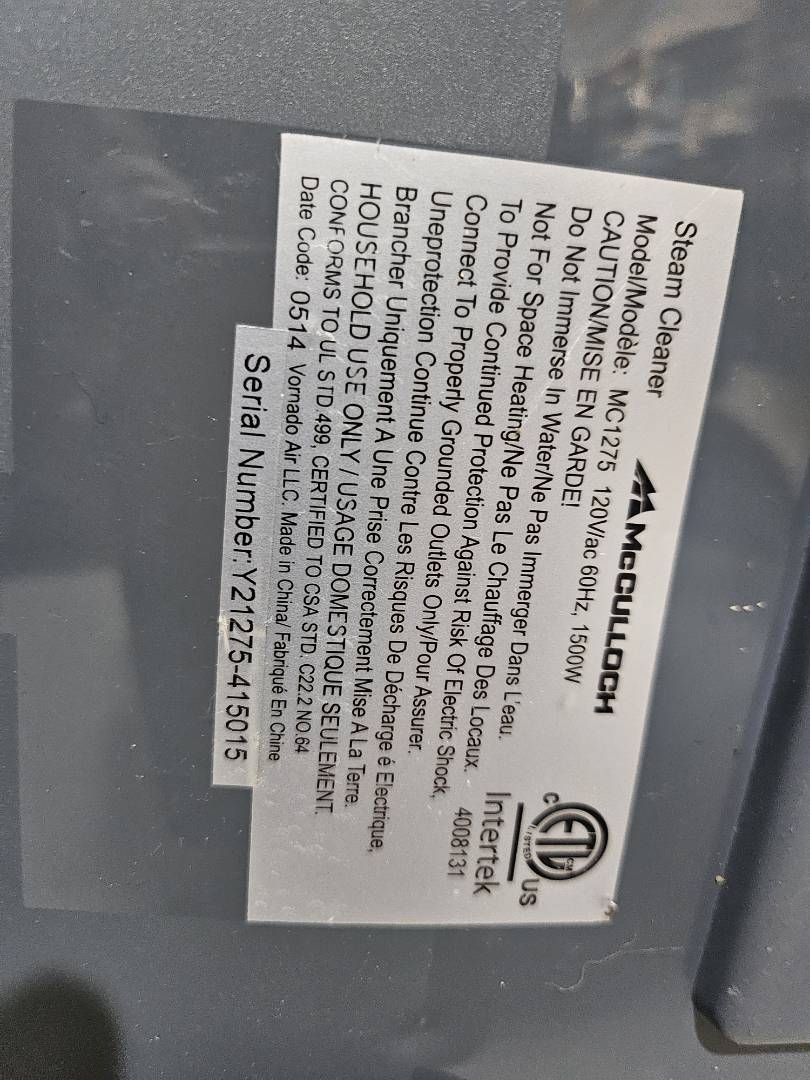 Steam Cleaner McCULLOCH
Model/Modèle: MC1275 120V/ac 60Hz, 1500W
CAUTION/MISE EN GARDE!
Do Not Immerse In Water/Ne Pas Immerger Dans L'eau.
Not For Space Heating/Ne Pas Le Chauffage Des Locaux.
To Provide Continued Protection Against Risk Of Electric Shock,
Connect To Properly Grounded Outlets Only/Pour Assurer.
Uneprotection Continue Contre Les Risques De Décharge é Electrique,
Brancher Uniquement A Une Prise Correctement Mise A La Terre.
HOUSEHOLD USE ONLY / USAGE DOMESTIQUE SEULEMENT.
CONFORMS TO UL STD.499, CERTIFIED TO CSA STD. C22.2 NO.64
Date Code: 0514 Vornado Air LLC. Made in China/ Fabriqué En Chine
C ETL CM US
LISTED
Intertek
4008131
Serial Number: Y21275-415015